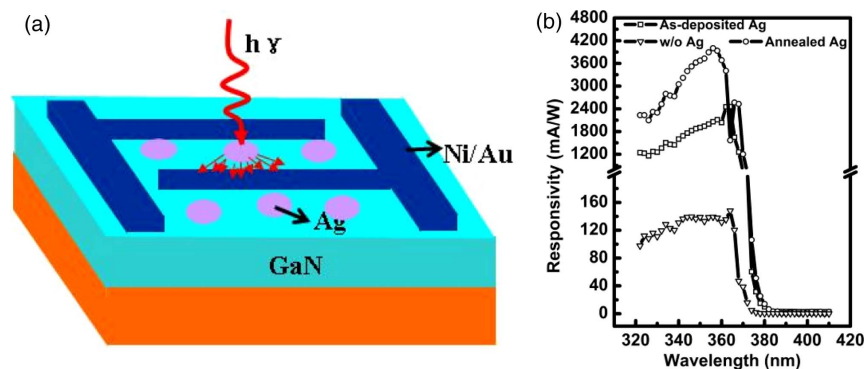 (a)
hɤ
Ni/Au
Ag
GaN
(b)
As-deposited Ag
w/o Ag Annealed Ag
Responsivity (mA/W)
4800
4200
3600
3000
2400
1800
1200
160
120
80
40
0
320 340 360 380 400 420
Wavelength (nm)